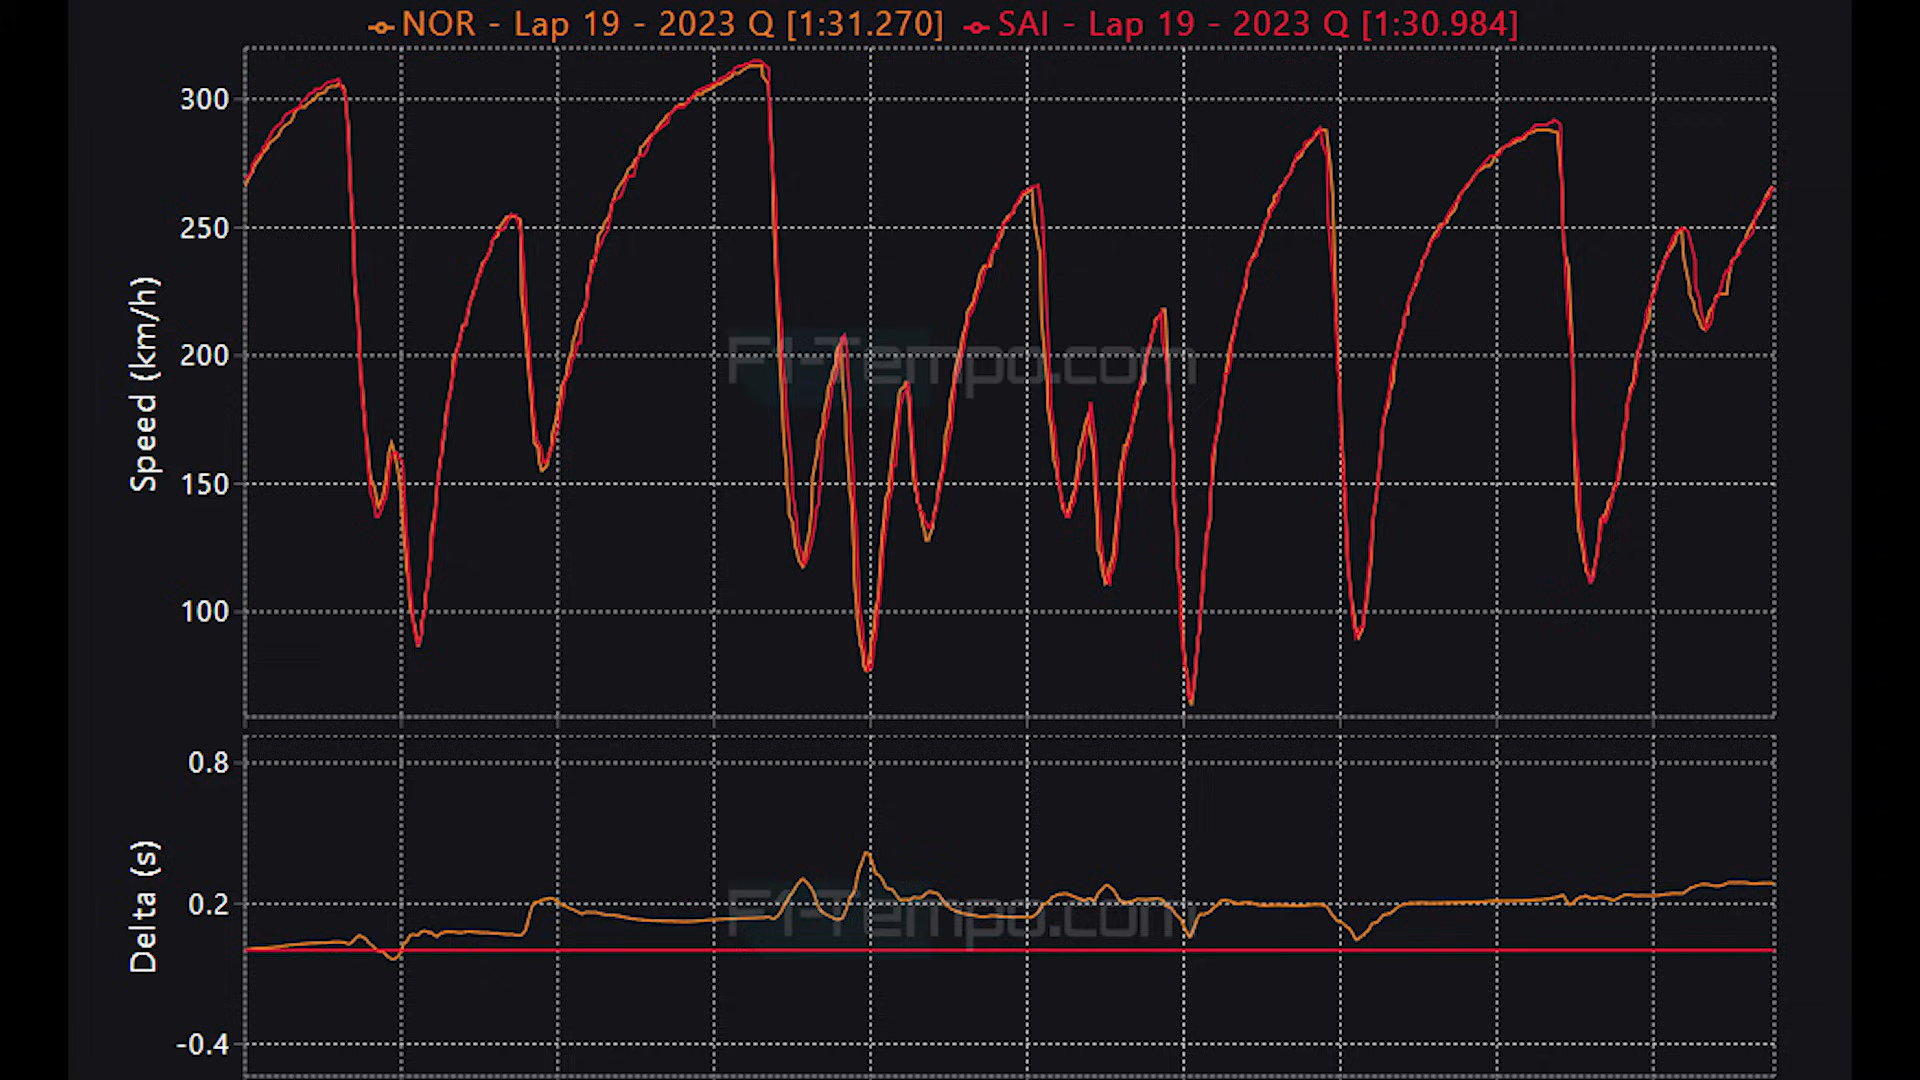 NOR - Lap 19 - 2023 Q [1:31.270] SAI - Lap 19 - 2023 Q [1:30.984]
300
250
200
150
100
Speed (km/h)
F1-Tempo.com
0.8
0.2
-0.4
Delta (s)
F1-Tempo.com